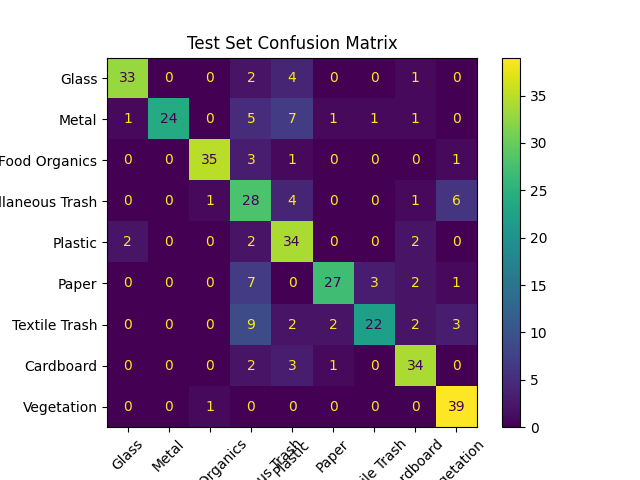 Test Set Confusion Matrix
Glass 33 0 0 2 4 0 0 1 0
Metal 1 24 0 5 7 1 1 1 0
Food Organics 0 0 35 3 1 0 0 0 1
llaneous Trash 0 0 1 28 4 0 0 1 6
Plastic 2 0 0 2 34 0 0 2 0
Paper 0 0 0 7 0 27 3 2 1
Textile Trash 0 0 0 9 2 2 22 2 3
Cardboard 0 0 0 2 3 1 0 34 0
Vegetation 0 0 1 0 0 0 0 0 39
Glass Metal Organics us Trash Plastic Paper ile Trash rdboard getation
35
30
25
20
15
10
5
0